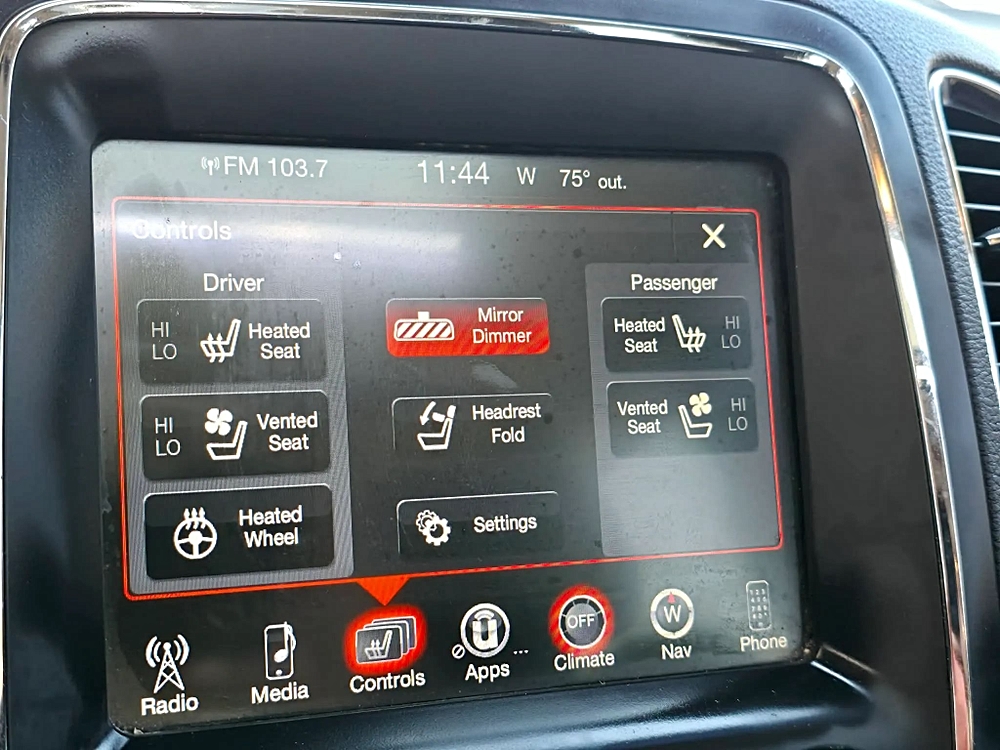 FM 103.7 11:44 W 75° out.
Controls
X
Driver
HI
LO
Heated
Seat
HI
LO
Vented
Seat
Heated
Wheel
Mirror
Dimmer
Headrest
Fold
Settings
Passenger
Heated
Seat
HI
LO
Vented
Seat
HI
LO
Radio
Media
Controls
Apps ...
OFF
Climate
W
Nav
Phone